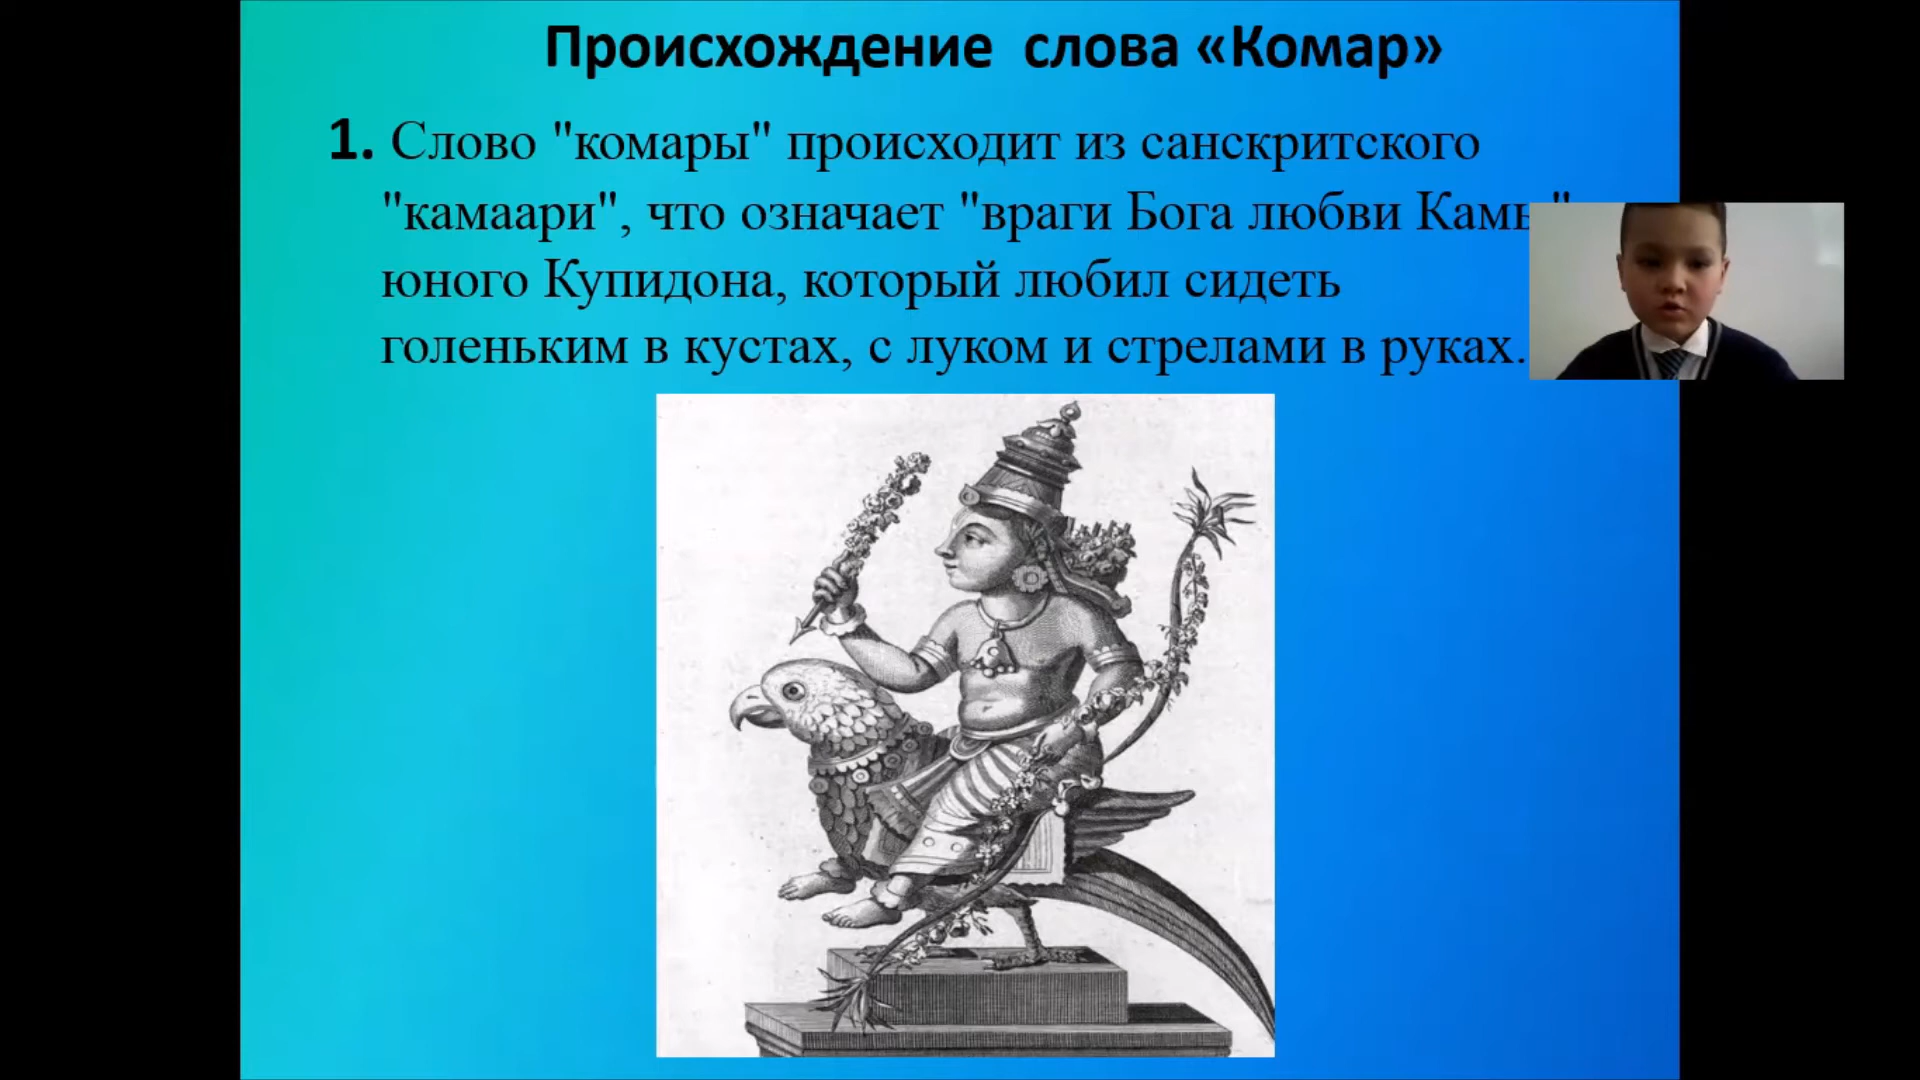 Происхождение слова «Комар»
1. Слово "комары" происходит из санскритского
"камаари", что означает "враги Бога любви
юного Купидона, который любил сидеть
голеньким в кустах, с луком и стрелами в руках.